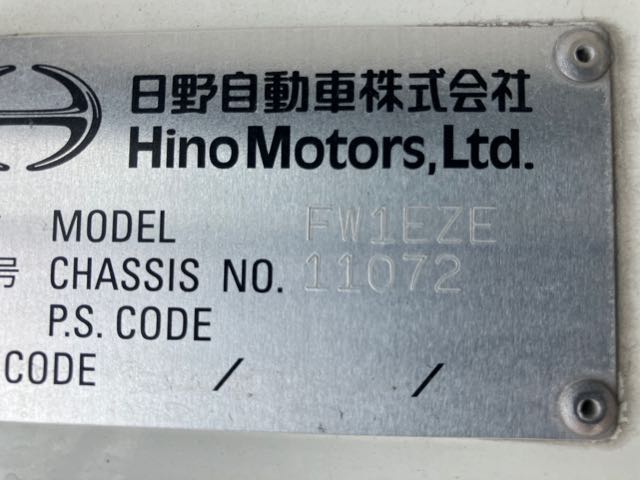 日野自動車株式会社
Hino Motors, Ltd.
MODEL FW1EZE
号 CHASSIS NO. 11072
P.S. CODE
CODE / /